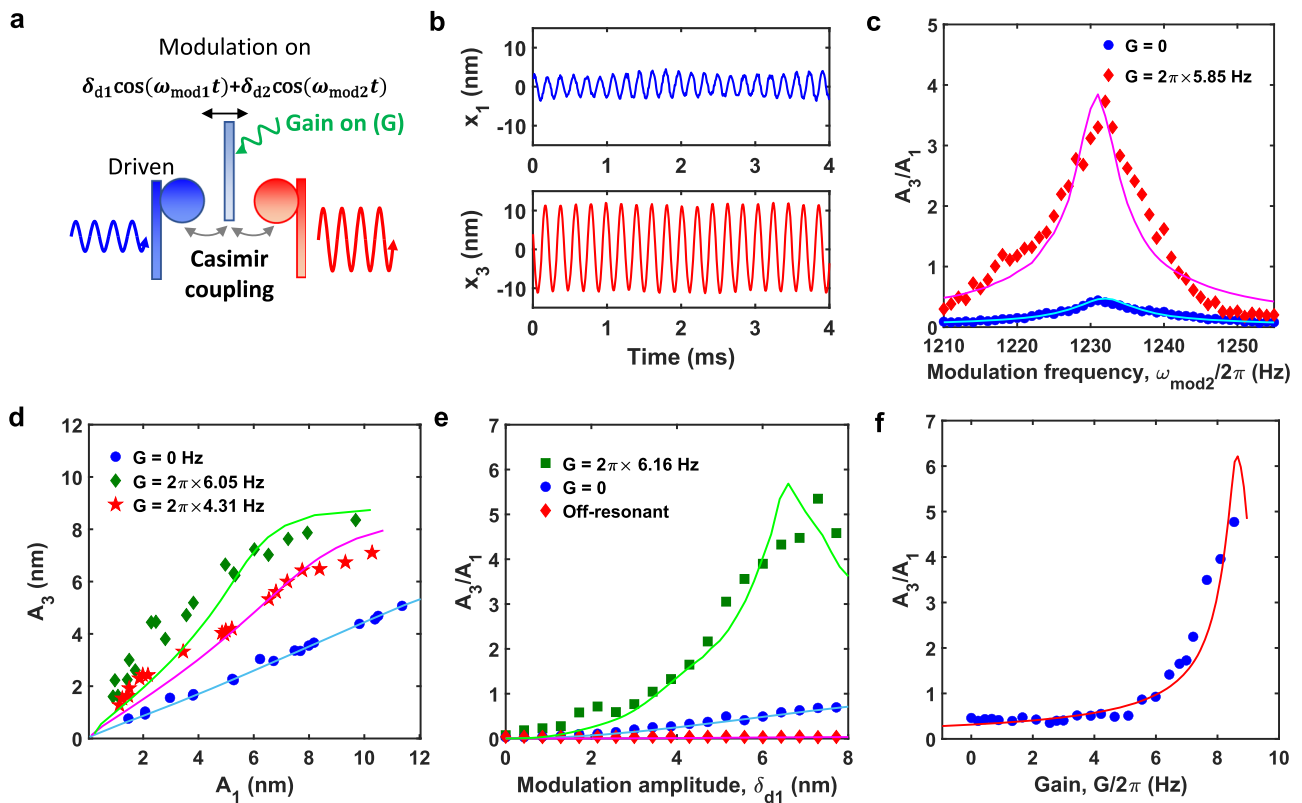 a
Modulation on
δd1cos(ωmod1t)+δd2cos(ωmod2t)
Gain on (G)
Driven
Casimir
coupling
b
x1 (nm)
10
0
-10
0
1
2
3
4
x3 (nm)
10
0
-10
0
1
2
3
4
Time (ms)
c
A3/A1
5
4
3
2
1
0
G = 0
G = 2π×5.85 Hz
1210
1220
1230
1240
1250
Modulation frequency, ωmod2/2π (Hz)
d
A3 (nm)
12
10
8
6
4
2
0
G = 0 Hz
G = 2π×6.05 Hz
G = 2π×4.31 Hz
2
4
6
8
10
12
A1 (nm)
e
A3/A1
7
6
5
4
3
2
1
0
G = 2π× 6.16 Hz
G = 0
Off-resonant
0
2
4
6
8
Modulation amplitude, δd1 (nm)
f
A3/A1
7
6
5
4
3
2
1
0
0
2
4
6
8
10
Gain, G/2π (Hz)